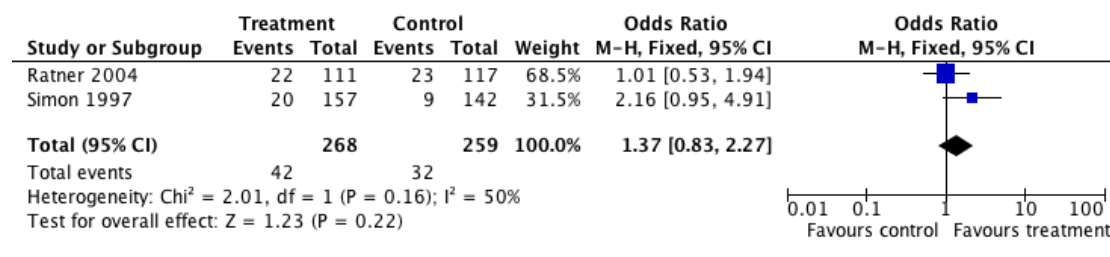 Treatment Control Odds Ratio Odds Ratio
Study or Subgroup Events Total Events Total Weight M-H, Fixed, 95% CI M-H, Fixed, 95% CI
Ratner 2004 22 111 23 117 68.5% 1.01 [0.53, 1.94]
Simon 1997 20 157 9 142 31.5% 2.16 [0.95, 4.91]
Total (95% CI) 268 259 100.0% 1.37 [0.83, 2.27]
Total events 42 32
Heterogeneity: Chi² = 2.01, df = 1 (P = 0.16); I² = 50%
Test for overall effect: Z = 1.23 (P = 0.22)
0.01 0.1 1 10 100
Favours control Favours treatment